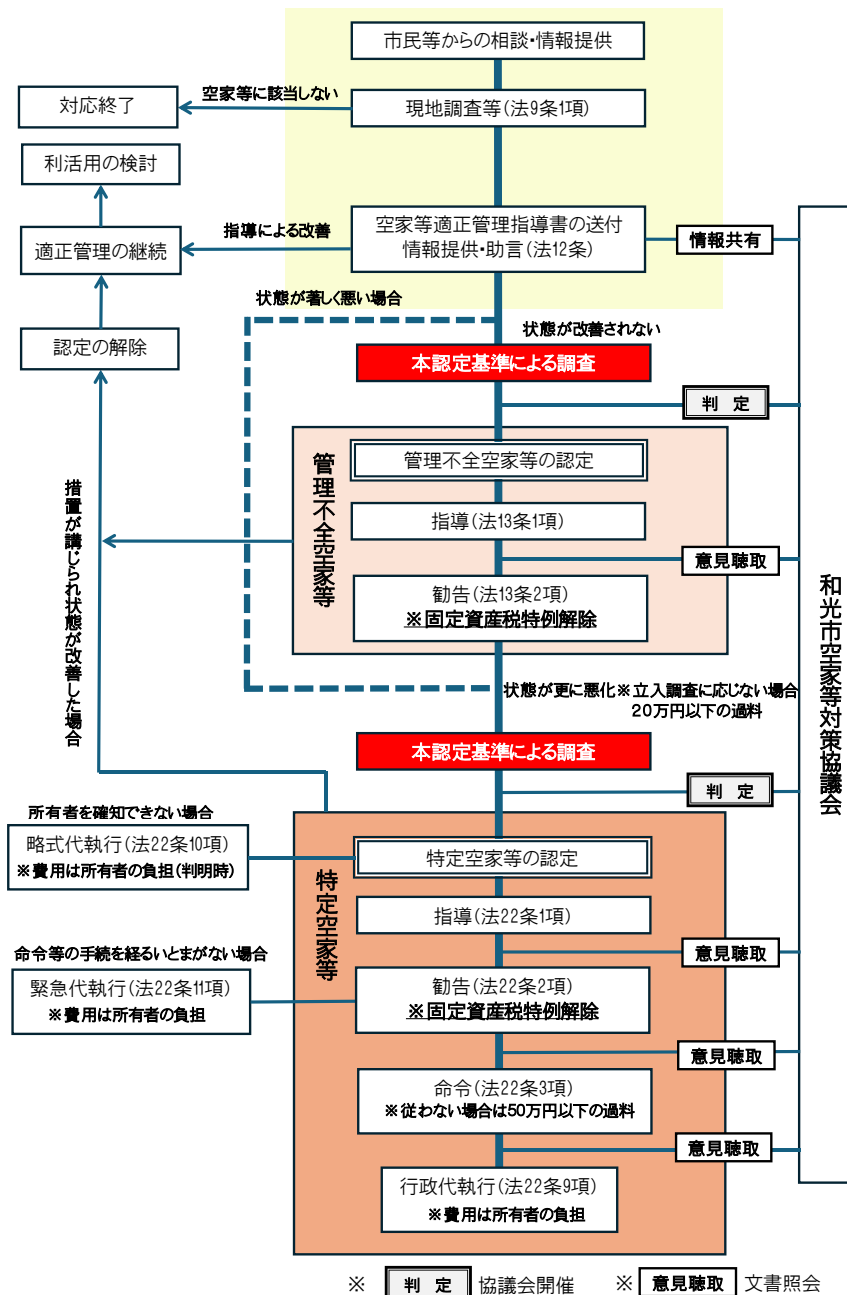 市民等からの相談・情報提供
空家等に該当しない
対応終了
現地調査等(法9条1項)
利活用の検討
空家等適正管理指導書の送付
情報提供・助言(法12条)
指導による改善
適正管理の継続
情報共有
状態が著しく悪い場合
状態が改善されない
認定の解除
本認定基準による調査
判 定
管理不全空家等
管理不全空家等の認定
指導(法13条1項)
意見聴取
勧告(法13条2項)
※固定資産税特例解除
措置が講じられ状態が改善した場合
和光市空家等対策協議会
状態が更に悪化※立入調査に応じない場合
20万円以下の過料
本認定基準による調査
判 定
所有者を確知できない場合
略式代執行(法22条10項)
※費用は所有者の負担(判明時)
特定空家等
特定空家等の認定
指導(法22条1項)
意見聴取
命令等の手続を経るいとまがない場合
緊急代執行(法22条11項)
※費用は所有者の負担
勧告(法22条2項)
※固定資産税特例解除
意見聴取
命令(法22条3項)
※従わない場合は50万円以下の過料
意見聴取
行政代執行(法22条9項)
※費用は所有者の負担
※ 判 定 協議会開催 ※ 意見聴取 文書照会